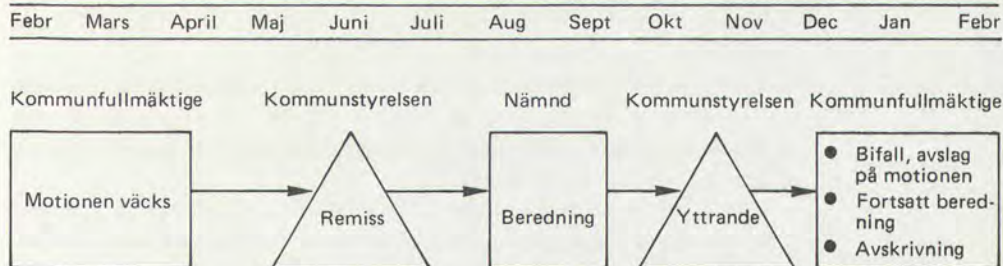 Febr Mars April Maj Juni Juli Aug Sept Okt Nov Dec Jan Febr
Kommunfullmäktige Kommunstyrelsen Nämnd Kommunstyrelsen Kommunfullmäktige
Motionen väcks
Remiss
Beredning
Yttrande
● Bifall, avslag
på motionen
● Fortsatt bered-
ning
● Avskrivning